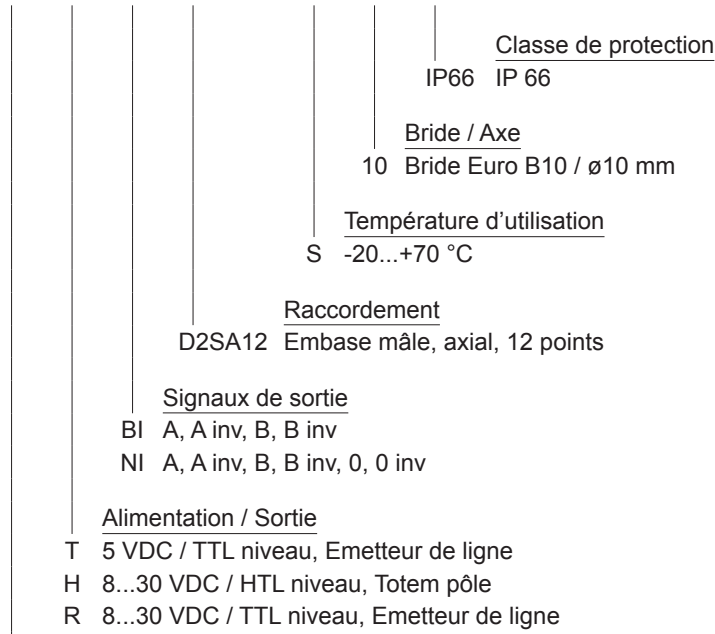 Classe de protection
IP66 IP 66
Bride / Axe
10 Bride Euro B10 / ø10 mm
Température d’utilisation
S -20...+70 °C
Raccordement
D2SA12 Embase mâle, axial, 12 points
Signaux de sortie
BI A, A inv, B, B inv
NI A, A inv, B, B inv, 0, 0 inv
Alimentation / Sortie
T 5 VDC / TTL niveau, Emetteur de ligne
H 8...30 VDC / HTL niveau, Totem pôle
R 8...30 VDC / TTL niveau, Emetteur de ligne